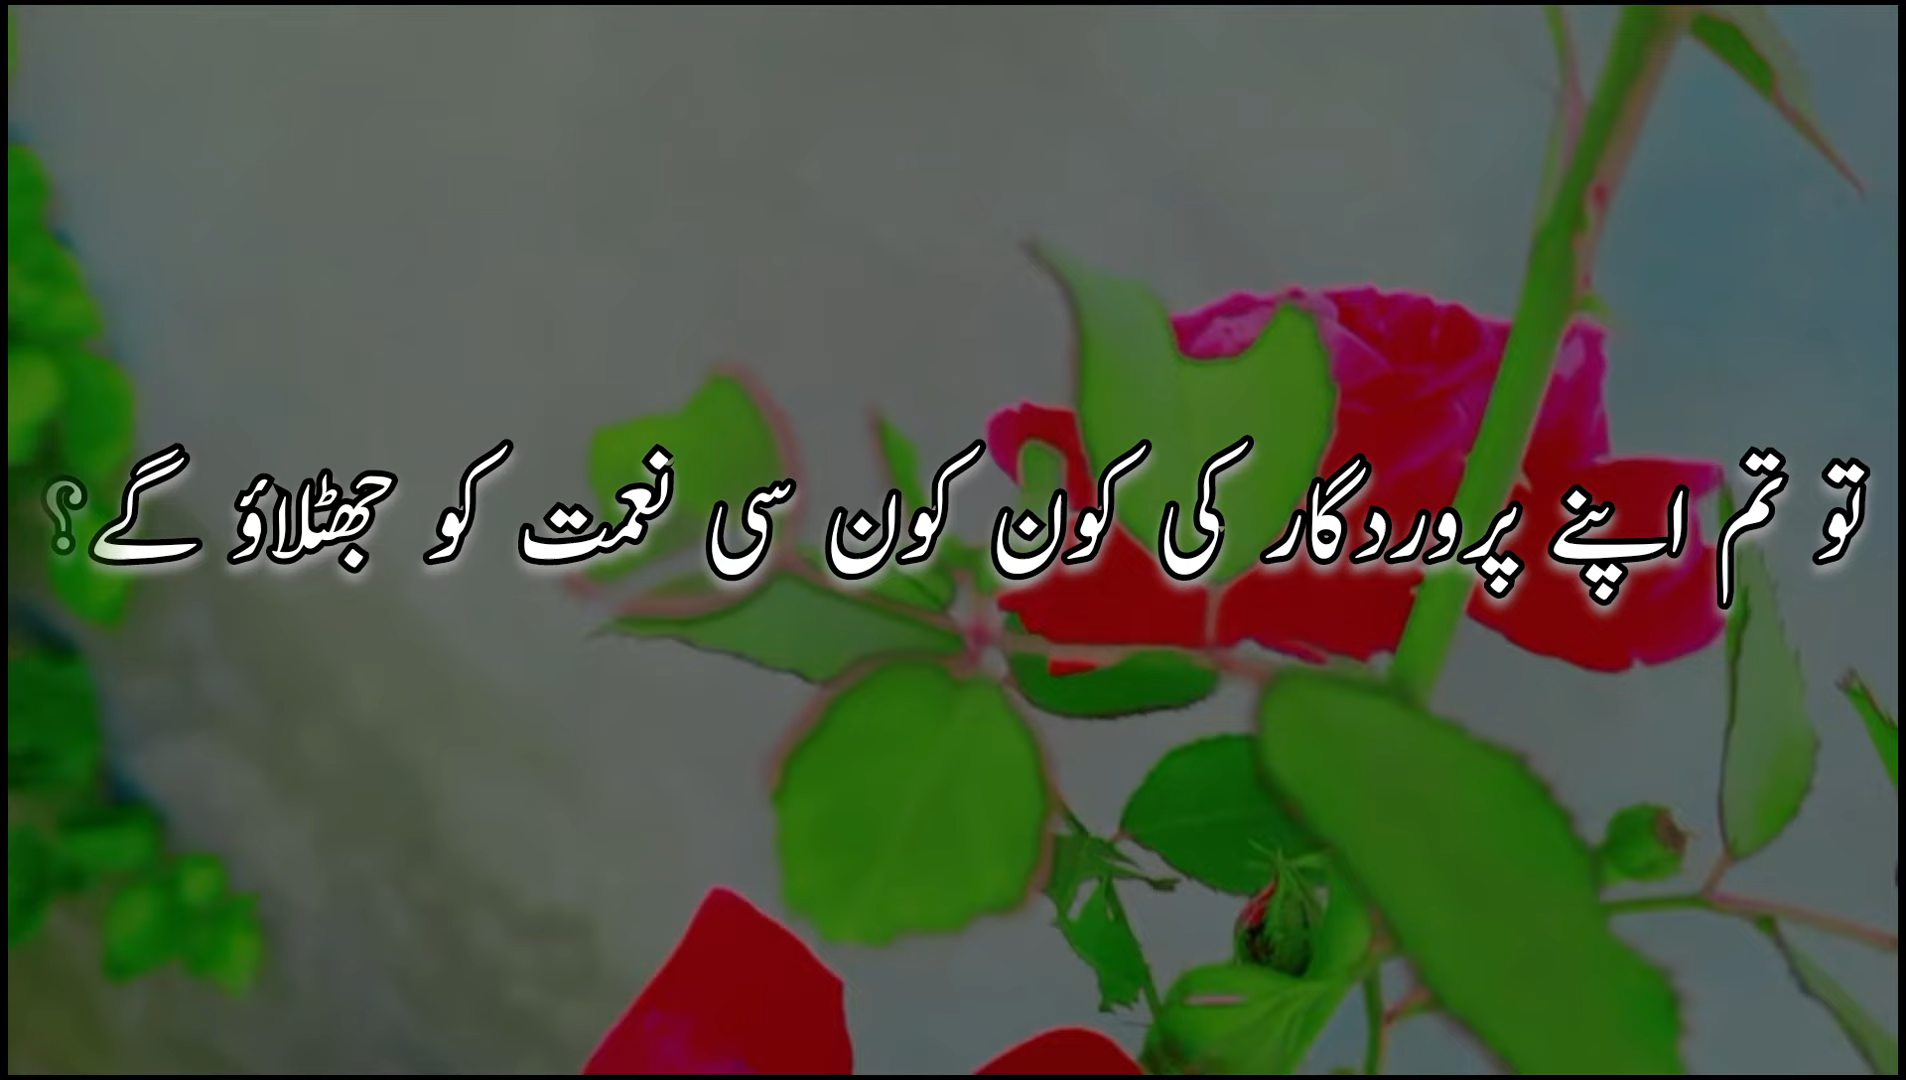 تو تم اپنے پروردگار کی کون کون سی نعمت کو جھٹلاؤ گے؟